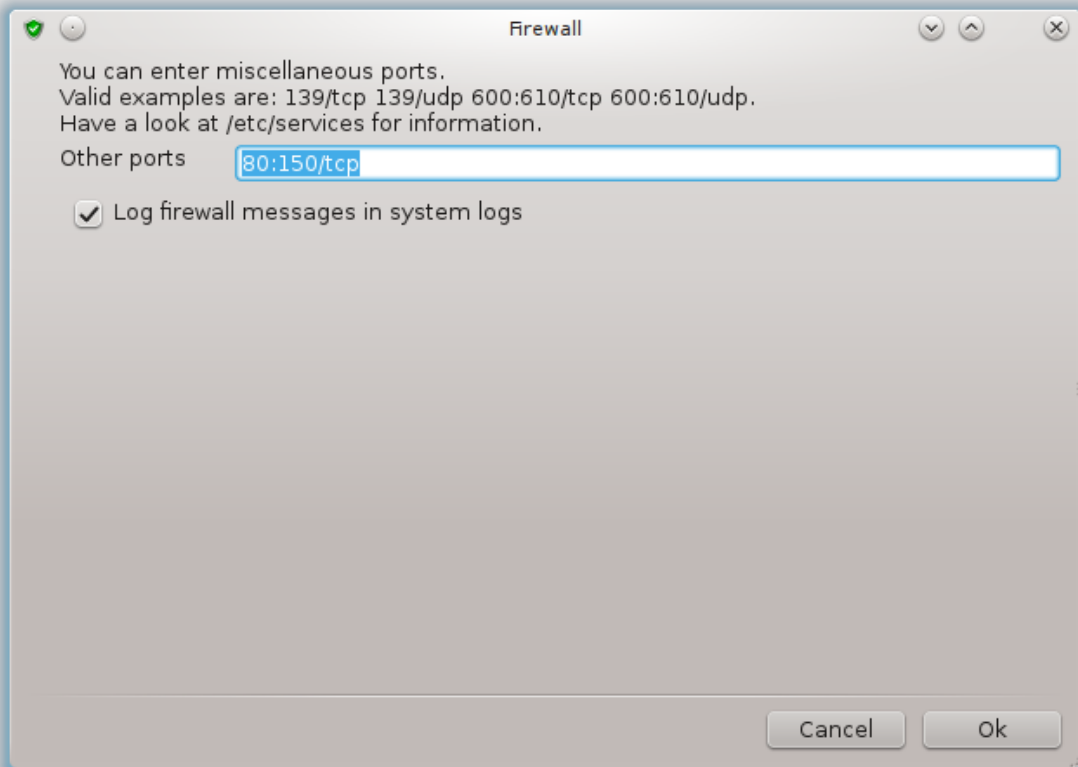 Firewall
You can enter miscellaneous ports.
Valid examples are: 139/tcp 139/udp 600:610/tcp 600:610/udp.
Have a look at /etc/services for information.
Other ports 80:150/tcp
Log firewall messages in system logs
Cancel Ok